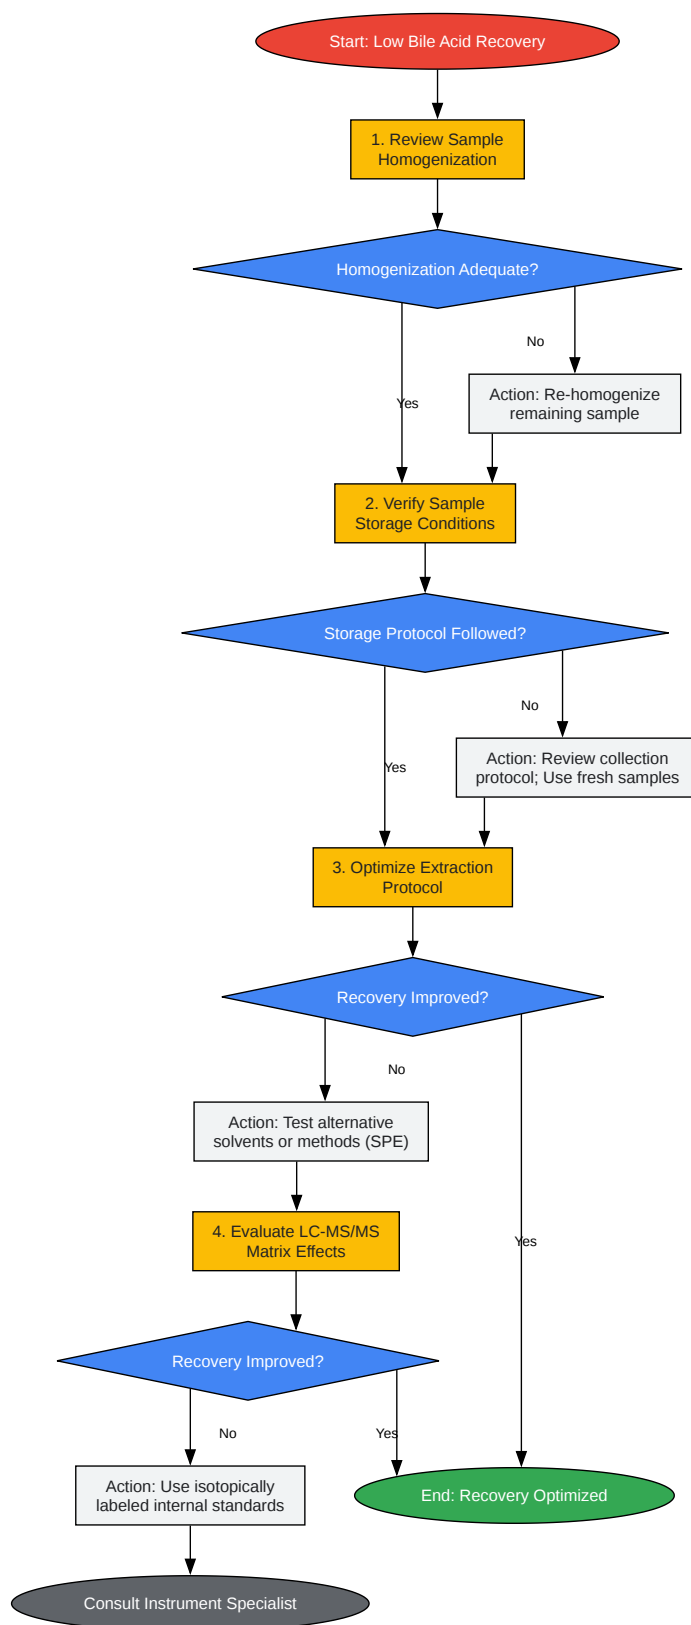 Start: Low Bile Acid Recovery
1. Review Sample
Homogenization
Homogenization Adequate?
No
Action: Re-homogenize
remaining sample
Yes
2. Verify Sample
Storage Conditions
Storage Protocol Followed?
No
Action: Review collection
protocol; Use fresh samples
Yes
3. Optimize Extraction
Protocol
Recovery Improved?
No
Action: Test alternative
solvents or methods (SPE)
4. Evaluate LC-MS/MS
Matrix Effects
Yes
Recovery Improved?
No
Yes
Action: Use isotopically
labeled internal standards
End: Recovery Optimized
Consult Instrument Specialist